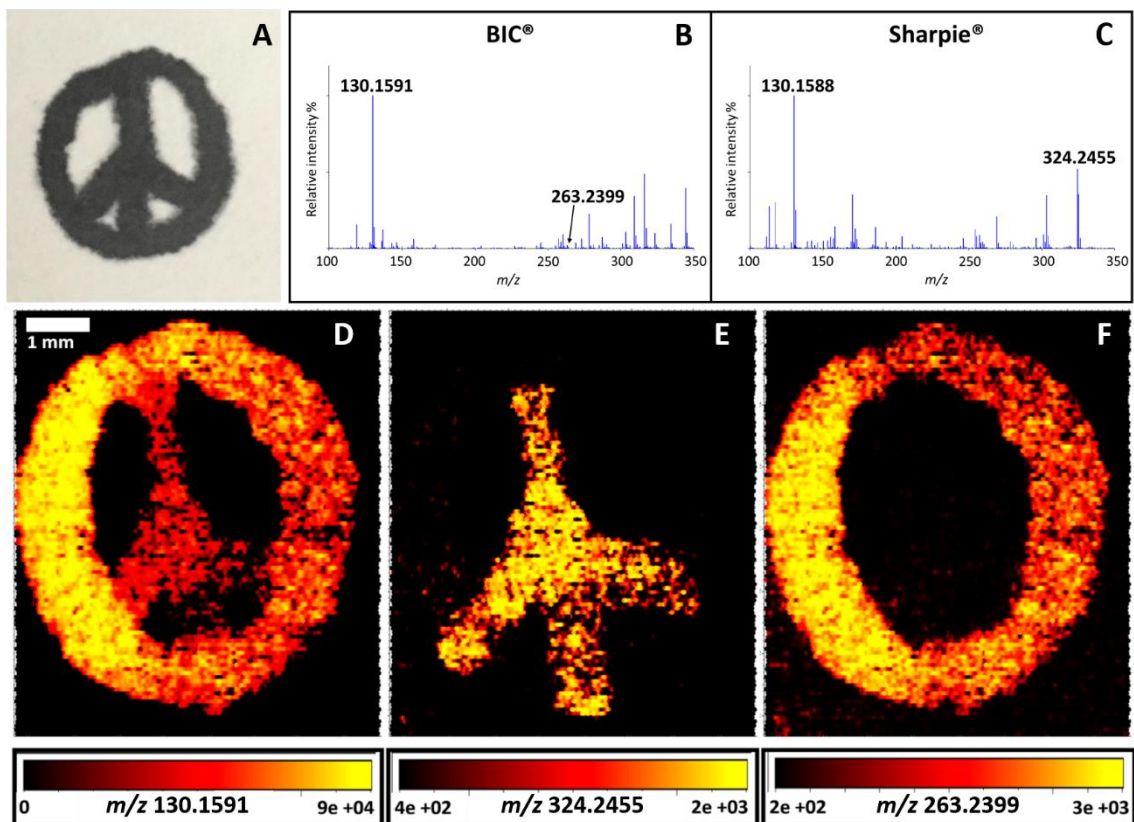 A
BIC®
B
Relative intensity %
130.1591
263.2399
100 150 200 250 300 350
m/z
Sharpie®
C
Relative intensity %
130.1588
324.2455
100 150 200 250 300 350
m/z
1 mm
D
E
F
0 m/z 130.1591 9e +04
4e +02 m/z 324.2455 2e +03
2e +02 m/z 263.2399 3e +03